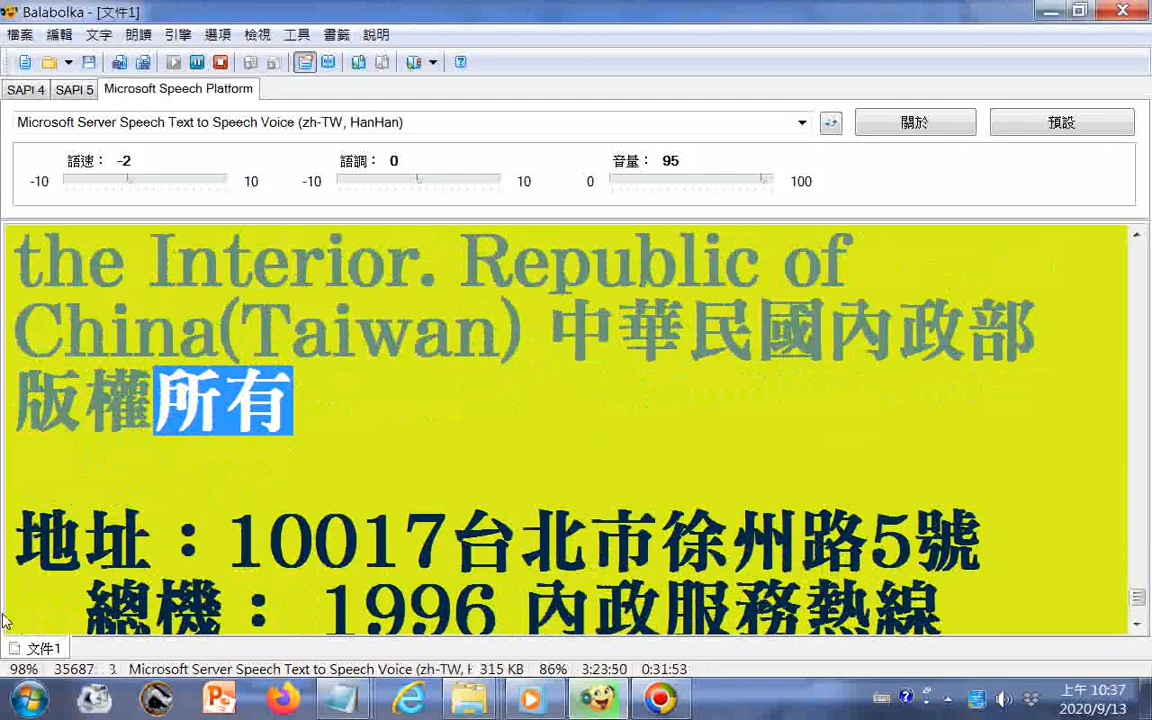 Balabolka - [文件1]
檔案 編輯 文字 朗讀 引擎 選項 檢視 工具 書籤 說明
SAPI 4 SAPI 5 Microsoft Speech Platform
Microsoft Server Speech Text to Speech Voice (zh-TW, HanHan) 關於 預設
語速： -2 語調： 0 音量： 95
-10 10 -10 10 0 100
the Interior. Republic of
China(Taiwan) 中華民國內政部
版權所有
地址：10017台北市徐州路5號
總機： 1996 內政服務熱線
文件1
98% 35687 Microsoft Server Speech Text to Speech Voice (zh-TW, 315 KB 86% 3:23:50 0:31:53
上午 10:37
2020/9/13